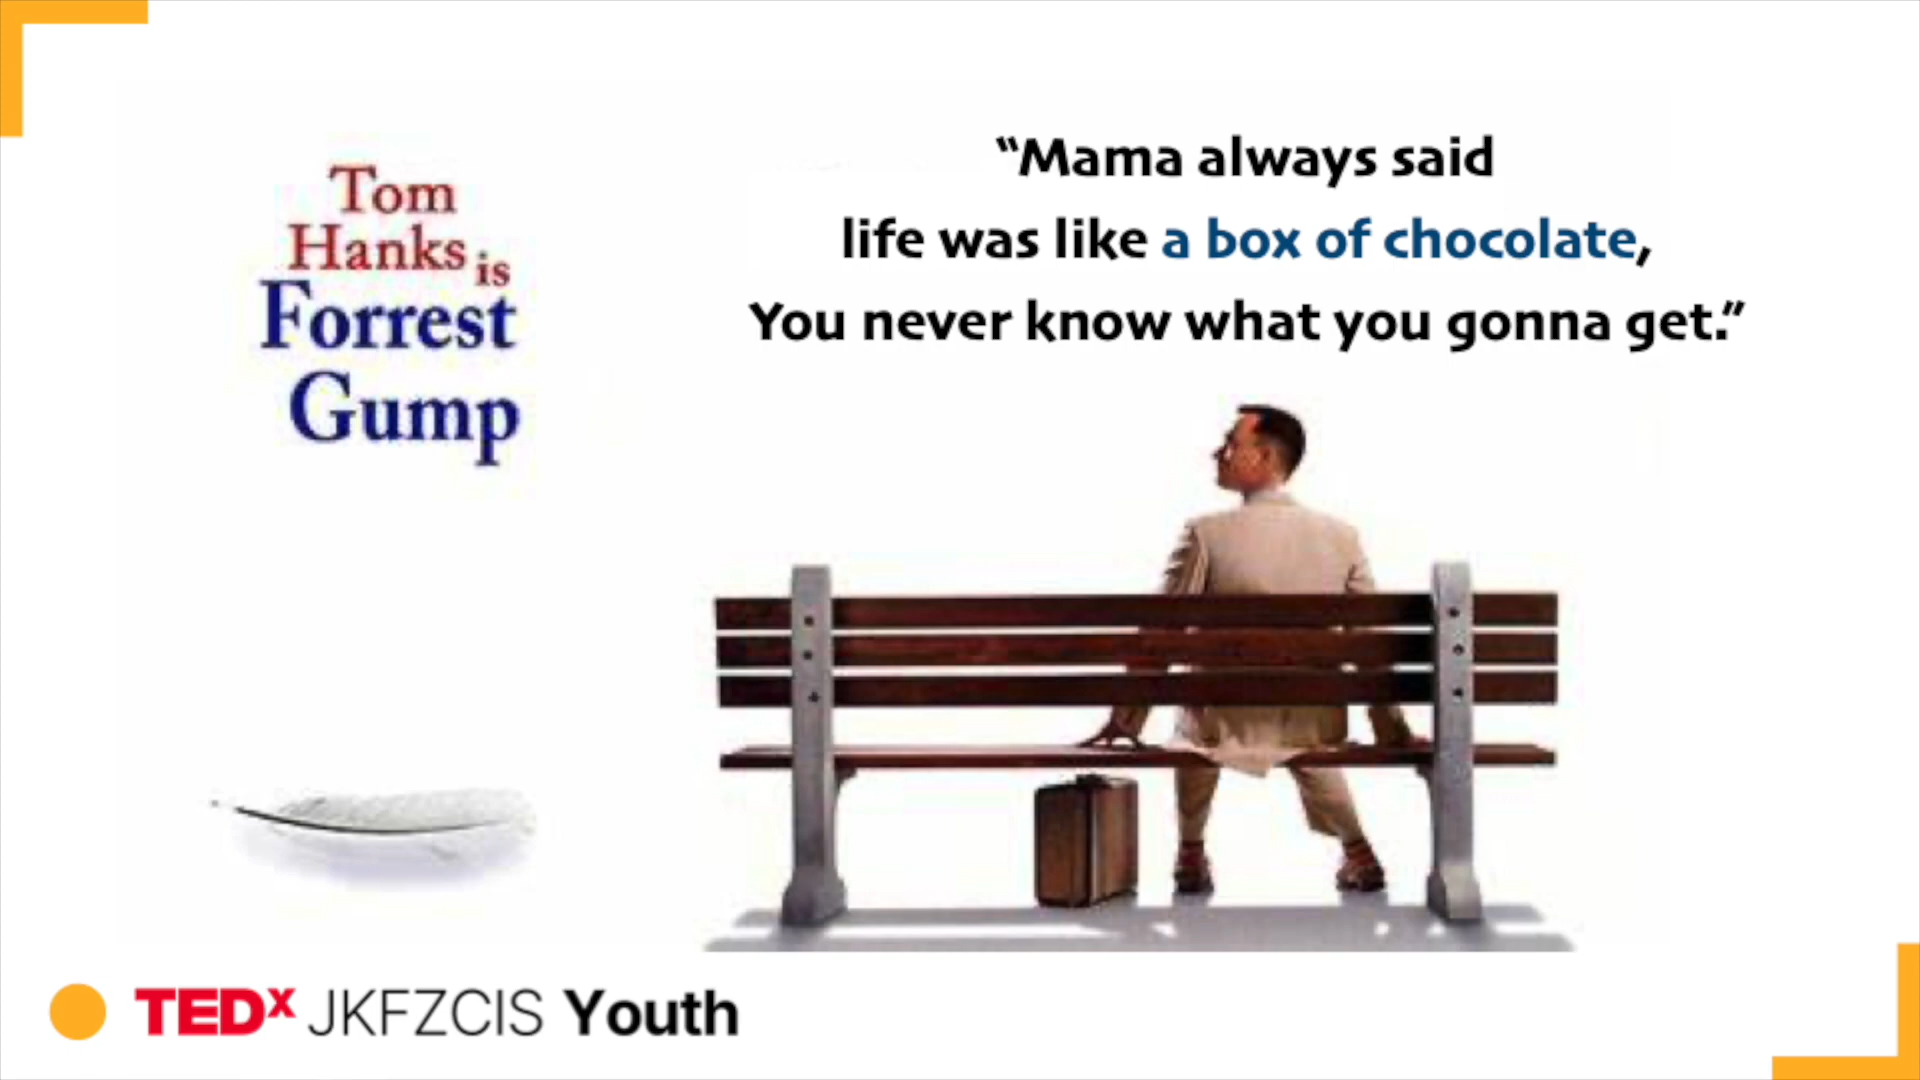 Tom
Hanks is
Forrest
Gump
“Mama always said
life was like a box of chocolate,
You never know what you gonna get.”
TEDx JKFZCIS Youth